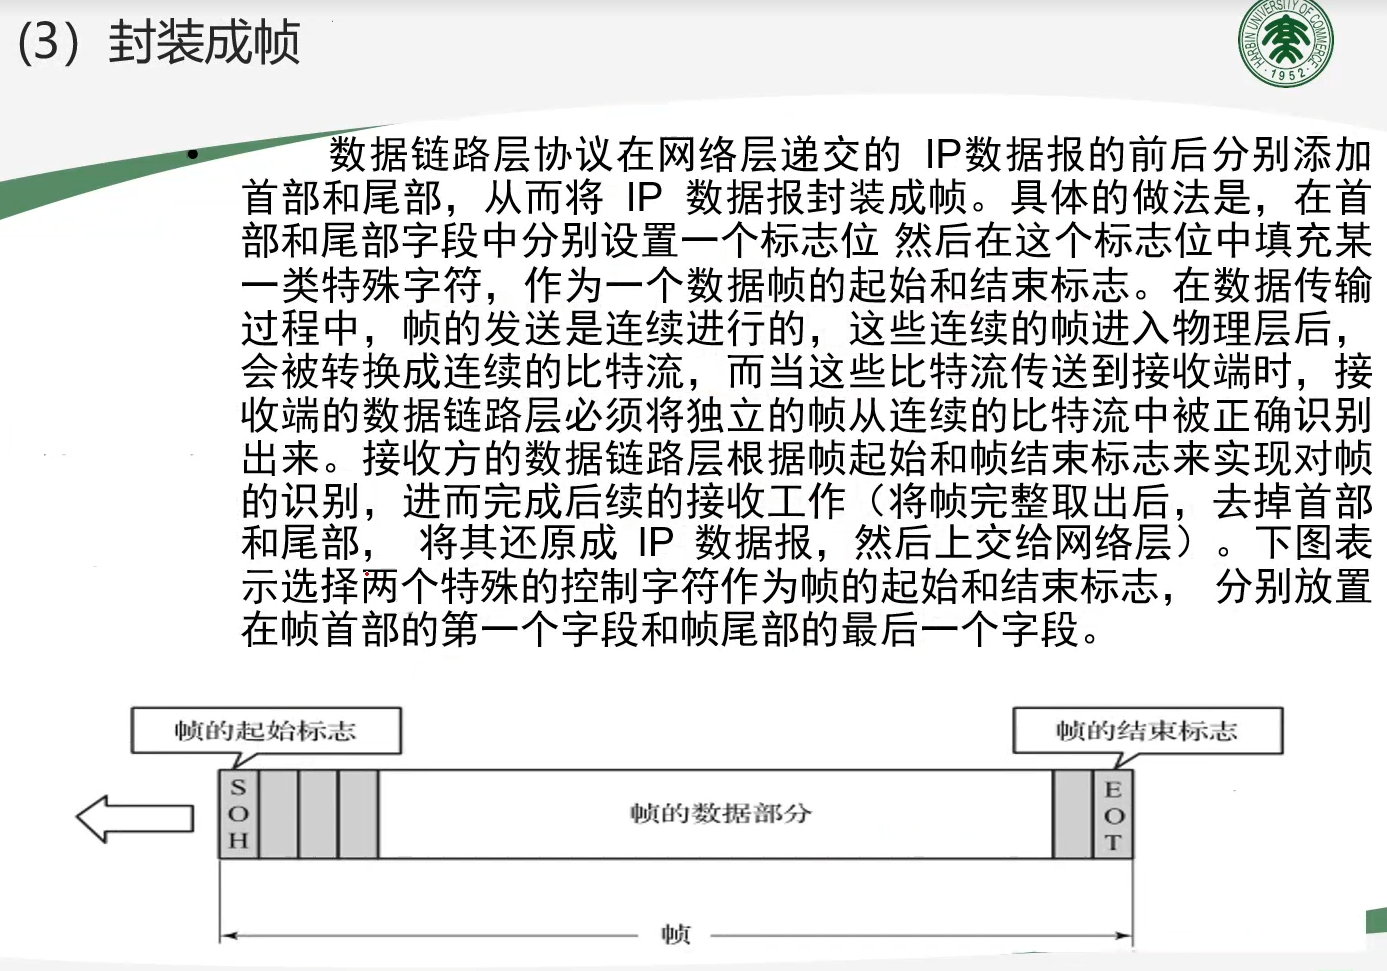 (3) 封装成帧
HARBIN UNIVERSITY OF COMMERCE
·1952·
• 数据链路层协议在网络层递交的 IP数据报的前后分别添加
首部和尾部，从而将 IP 数据报封装成帧。具体的做法是，在首
部和尾部字段中分别设置一个标志位 然后在这个标志位中填充某
一类特殊字符，作为一个数据帧的起始和结束标志。在数据传输
过程中，帧的发送是连续进行的，这些连续的帧进入物理层后，
会被转换成连续的比特流，而当这些比特流传送到接收端时，接
收端的数据链路层必须将独立的帧从连续的比特流中被正确识别
出来。接收方的数据链路层根据帧起始和帧结束标志来实现对帧
的识别，进而完成后续的接收工作（将帧完整取出后，去掉首部
和尾部， 将其还原成 IP 数据报，然后上交给网络层）。下图表
示选择两个特殊的控制字符作为帧的起始和结束标志， 分别放置
在帧首部的第一个字段和帧尾部的最后一个字段。
帧的起始标志
帧的结束标志
SOH
帧的数据部分
EOT
帧